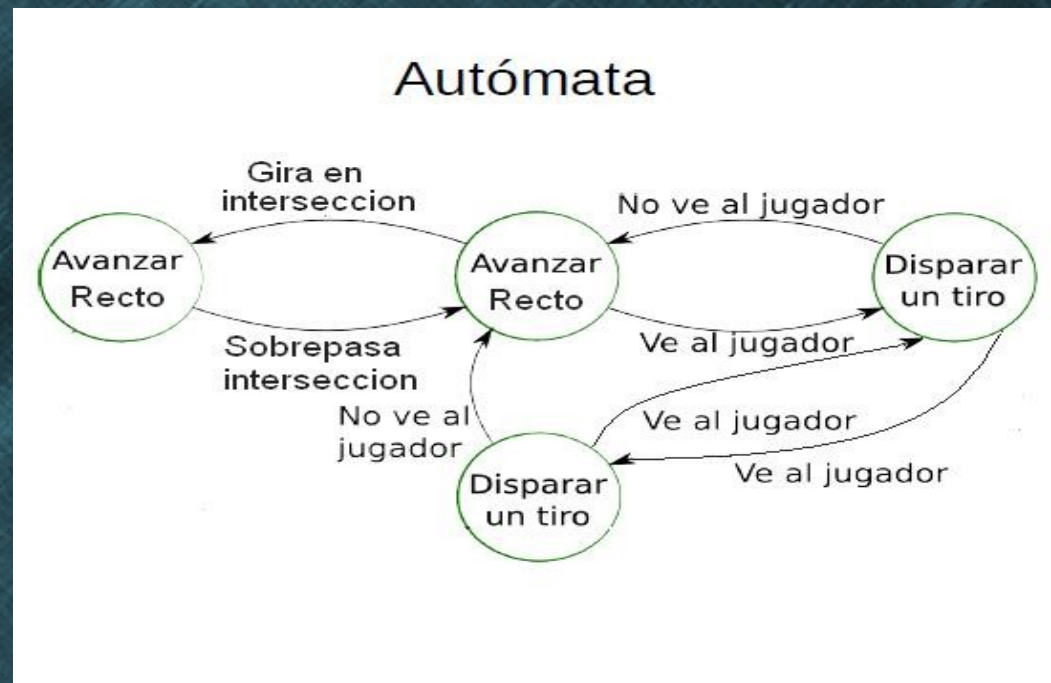 Autómata
Gira en
interseccion
No ve al jugador
Avanzar
Recto
Avanzar
Recto
Disparar
un tiro
Sobrepasa
interseccion
Ve al jugador
No ve al
jugador
Ve al jugador
Ve al jugador
Disparar
un tiro